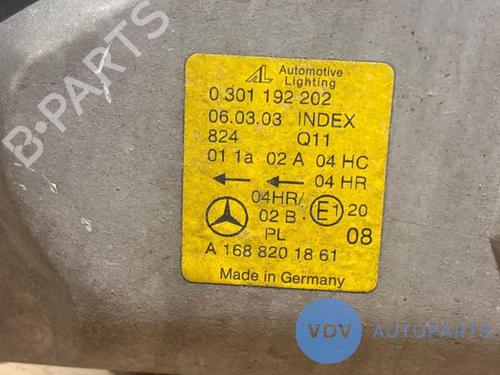 B-PARTS
Automotive
Lighting
0 301 192 202
06.03.03 INDEX
824 Q11
01 1a 02 A 04 HC
04 HR
04HR/
02 B E1 20
PL 08
A 168 820 18 61
Made in Germany
VDV AUTOPARTS